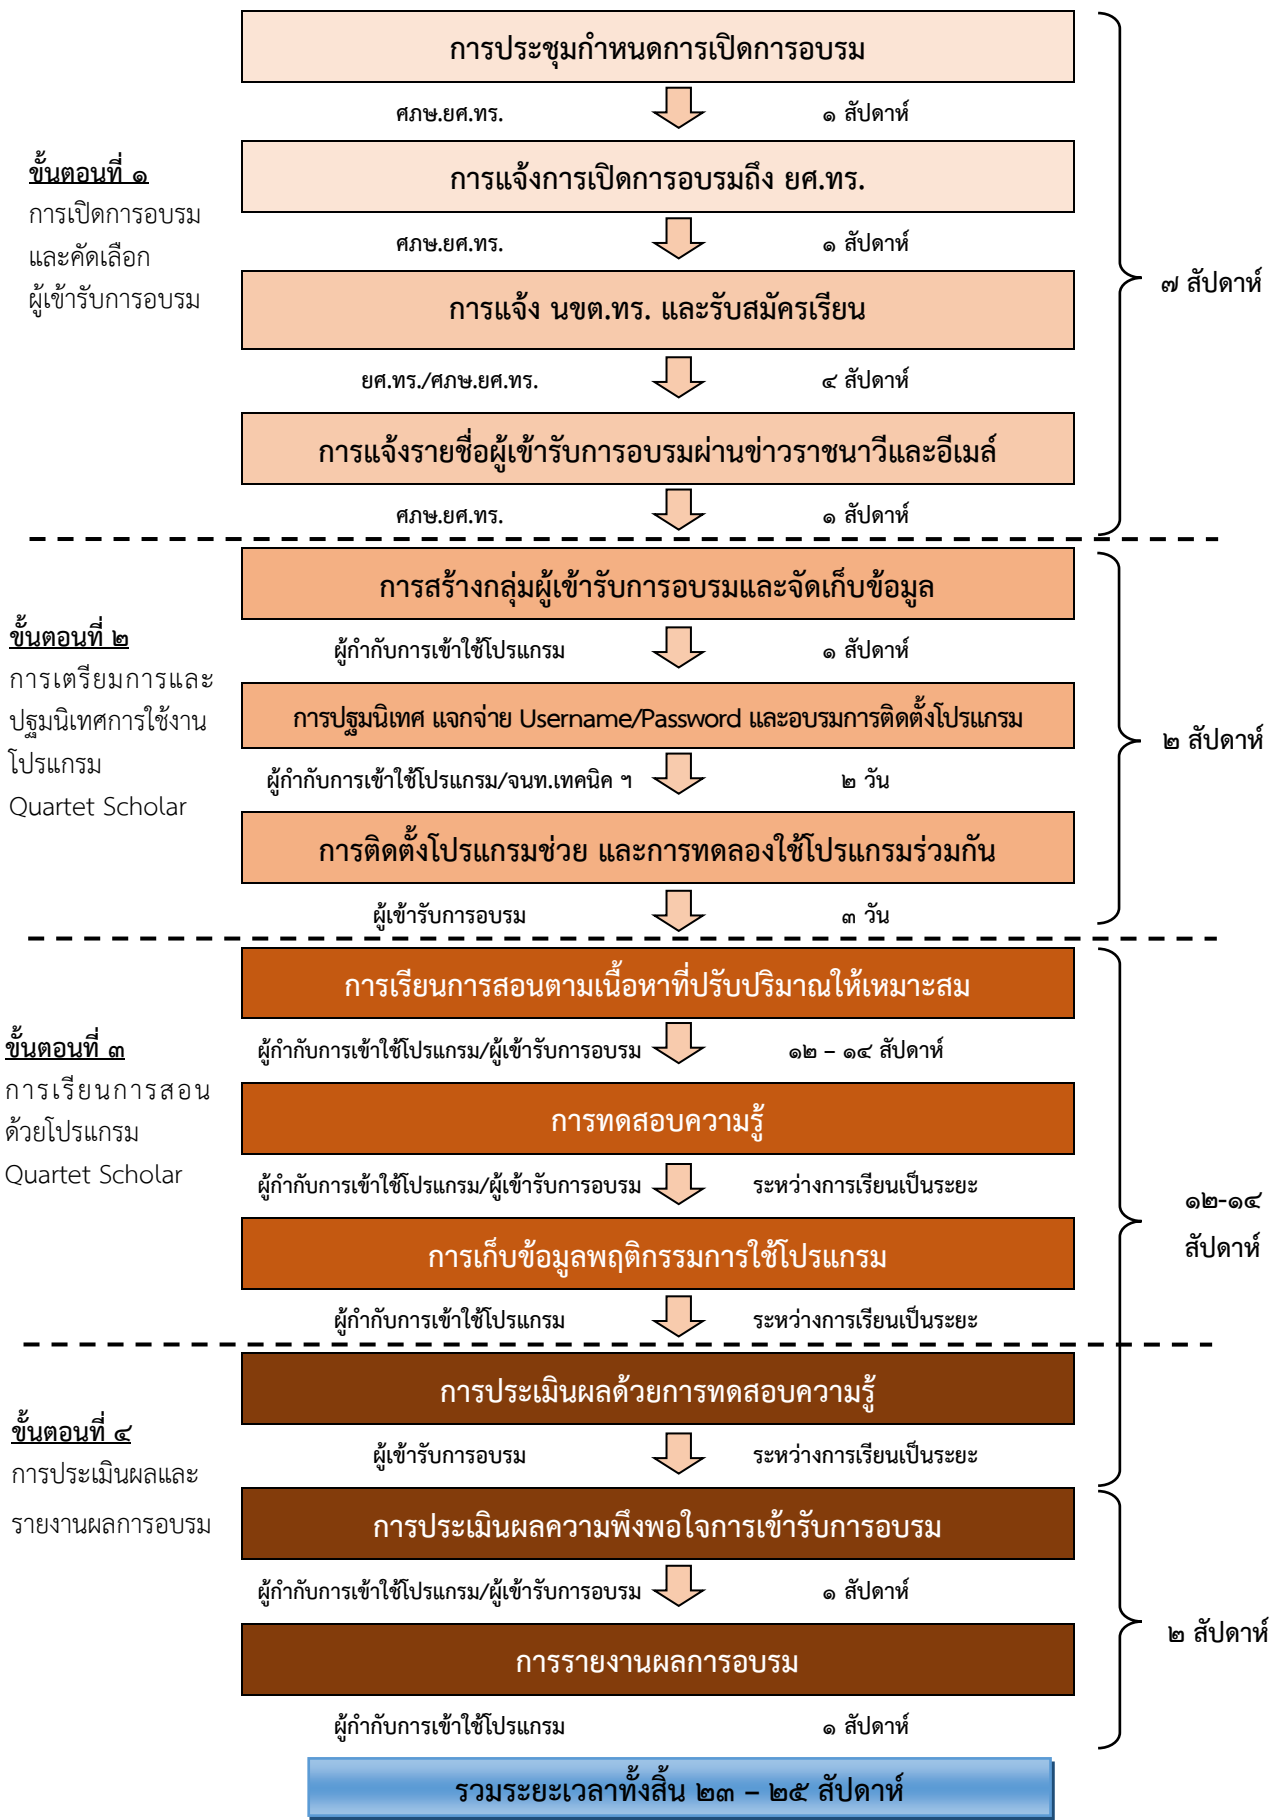 การประชุมกำหนดการเปิดการอบรม
ศภษ.ยศ.ทร. ๑ สัปดาห์
ขั้นตอนที่ ๑
การเปิดการอบรม
และคัดเลือก
ผู้เข้ารับการอบรม
การแจ้งการเปิดการอบรมถึง ยศ.ทร.
ศภษ.ยศ.ทร. ๑ สัปดาห์
๗ สัปดาห์
การแจ้ง นขต.ทร. และรับสมัครเรียน
ยศ.ทร./ศภษ.ยศ.ทร. ๔ สัปดาห์
การแจ้งรายชื่อผู้เข้ารับการอบรมผ่านข่าวราชนาวีและอีเมล์
ศภษ.ยศ.ทร. ๑ สัปดาห์
การสร้างกลุ่มผู้เข้ารับการอบรมและจัดเก็บข้อมูล
ขั้นตอนที่ ๒
การเตรียมการและ
ปฐมนิเทศการใช้งาน
โปรแกรม
Quartet Scholar
ผู้กำกับการเข้าใช้โปรแกรม ๑ สัปดาห์
การปฐมนิเทศ แจกจ่าย Username/Password และอบรมการติดตั้งโปรแกรม
๒ สัปดาห์
ผู้กำกับการเข้าใช้โปรแกรม/จนท.เทคนิค ฯ ๒ วัน
การติดตั้งโปรแกรมช่วย และการทดลองใช้โปรแกรมร่วมกัน
ผู้เข้ารับการอบรม ๓ วัน
การเรียนการสอนตามเนื้อหาที่ปรับปริมาณให้เหมาะสม
ขั้นตอนที่ ๓
การเรียนการสอน
ด้วยโปรแกรม
Quartet Scholar
ผู้กำกับการเข้าใช้โปรแกรม/ผู้เข้ารับการอบรม ๑๒ – ๑๔ สัปดาห์
การทดสอบความรู้
ผู้กำกับการเข้าใช้โปรแกรม/ผู้เข้ารับการอบรม ระหว่างการเรียนเป็นระยะ
๑๒-๑๔
สัปดาห์
การเก็บข้อมูลพฤติกรรมการใช้โปรแกรม
ผู้กำกับการเข้าใช้โปรแกรม ระหว่างการเรียนเป็นระยะ
การประเมินผลด้วยการทดสอบความรู้
ขั้นตอนที่ ๔
การประเมินผลและ
รายงานผลการอบรม
ผู้เข้ารับการอบรม ระหว่างการเรียนเป็นระยะ
การประเมินผลความพึงพอใจการเข้ารับการอบรม
ผู้กำกับการเข้าใช้โปรแกรม/ผู้เข้ารับการอบรม ๑ สัปดาห์
๒ สัปดาห์
การรายงานผลการอบรม
ผู้กำกับการเข้าใช้โปรแกรม ๑ สัปดาห์
รวมระยะเวลาทั้งสิ้น ๒๓ – ๒๕ สัปดาห์